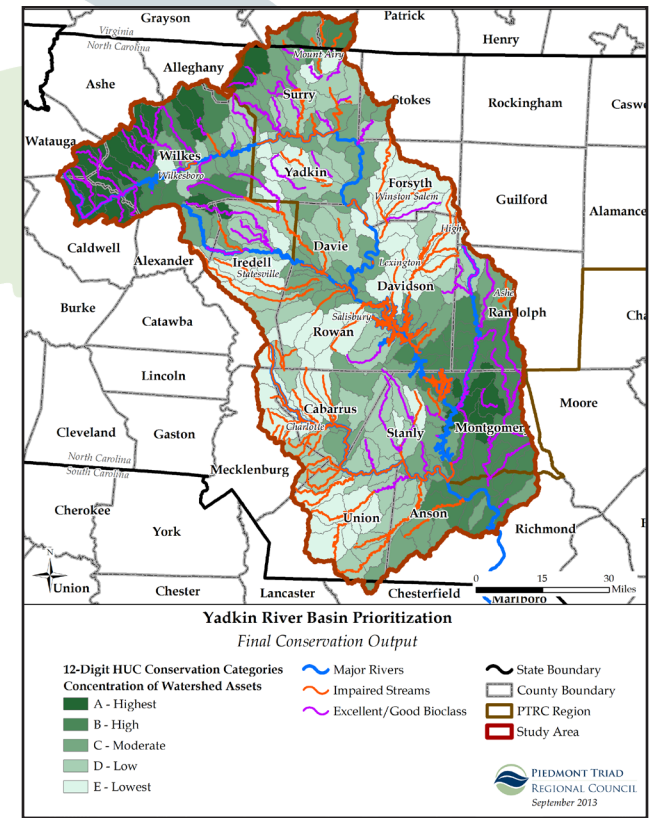 Grayson
Patrick
Henry
Virginia
North Carolina
Mount Airy
Alleghany
Ashe
Surry
Stokes
Rockingham
Casw
Watauga
Wilkes
Wilkesboro
Yadkin
Forsyth
Winston Salem
Guilford
Alamance
High
Caldwell
Alexander
Iredell
Statesville
Davie
Lexington
Davidson
Ashe
Randolph
Burke
Catawba
Rowan
Salisbury
Cha
Lincoln
Moore
Cabarrus
Charlotte
Stanly
Montgomer
Cleveland
Gaston
Mecklenburg
North Carolina
South Carolina
Cherokee
York
Union
Anson
Richmond
N
Union
Chester
Lancaster
Chesterfield
Marlboro
0 15 30
Miles
Yadkin River Basin Prioritization
Final Conservation Output
12-Digit HUC Conservation Categories
Concentration of Watershed Assets
A - Highest
B - High
C - Moderate
D - Low
E - Lowest
Major Rivers
Impaired Streams
Excellent/Good Bioclass
State Boundary
County Boundary
PTRC Region
Study Area
Piedmont Triad
Regional Council
September 2013